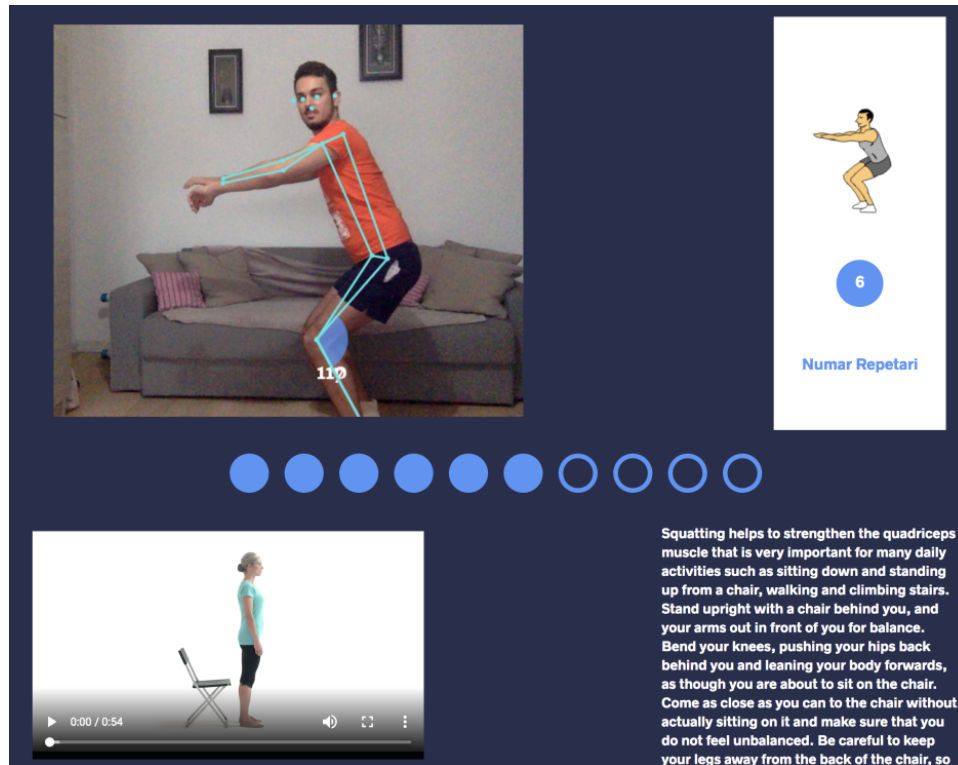 6
Numar Repetari
0:00 / 0:54
Squatting helps to strengthen the quadriceps
muscle that is very important for many daily
activities such as sitting down and standing
up from a chair, walking and climbing stairs.
Stand upright with a chair behind you, and
your arms out in front of you for balance.
Bend your knees, pushing your hips back
behind you and leaning your body forwards,
as though you are about to sit on the chair.
Come as close as you can to the chair without
actually sitting on it and make sure that you
do not feel unbalanced. Be careful to keep
your legs away from the back of the chair, so